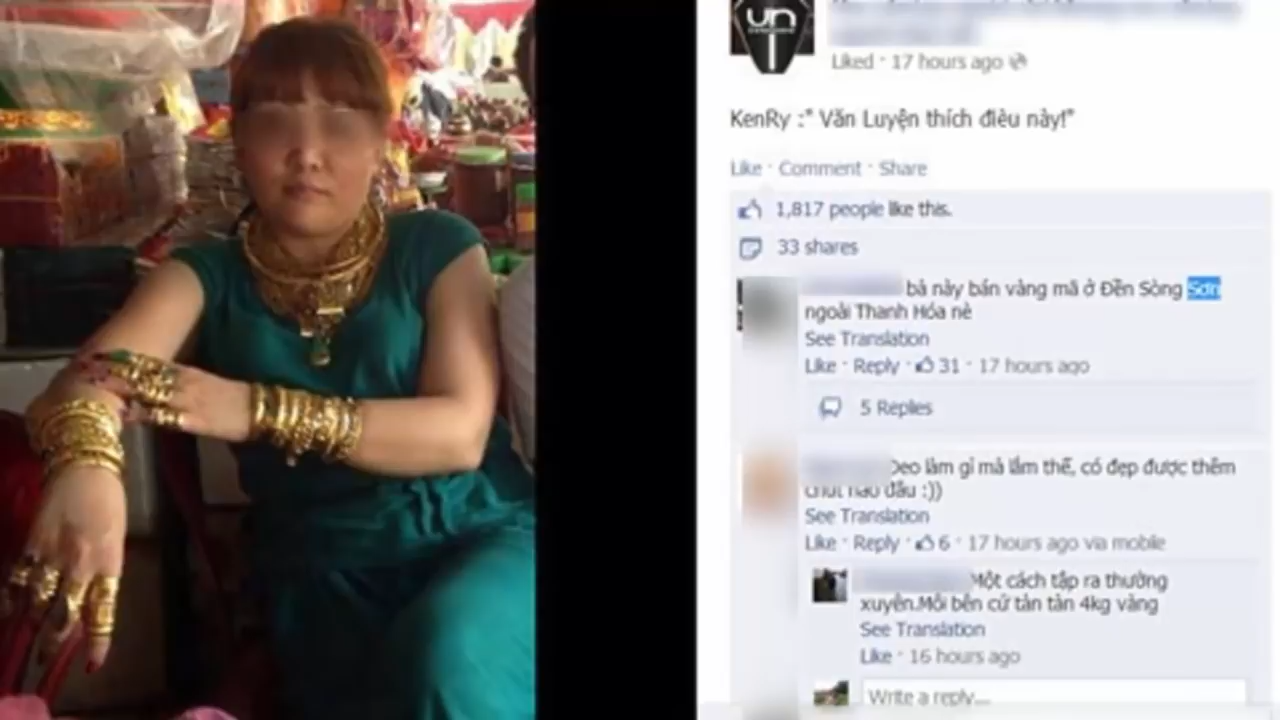 un
Liked · 17 hours ago
KenRy :" Văn Luyện thích điều này!"
Like · Comment · Share
1,817 people like this.
33 shares
bà này bán vàng mã ở Đền Sòng Sơn
ngoài Thanh Hóa nè
See Translation
Like · Reply · 31 · 17 hours ago
5 Replies
Đeo làm gì mà lắm thế, có đẹp được thêm
chút nào đâu :))
See Translation
Like · Reply · 6 · 17 hours ago via mobile
Một cách tập ra thường
xuyên.Mỗi bên cứ tàn tàn 4kg vàng
See Translation
Like · 16 hours ago
Write a reply...